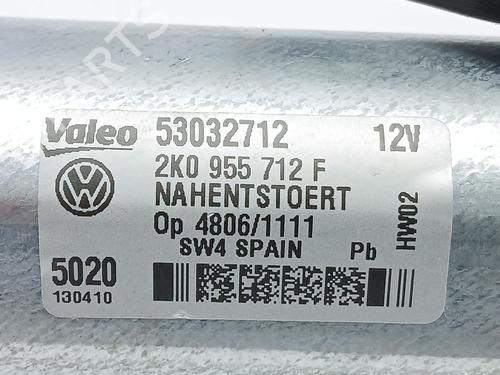 Valeo 53032712 12V
2K0 955 712 F
NAHENTSTOERT
Op 4806/1111
SW4 SPAIN Pb
HW02
5020
130410